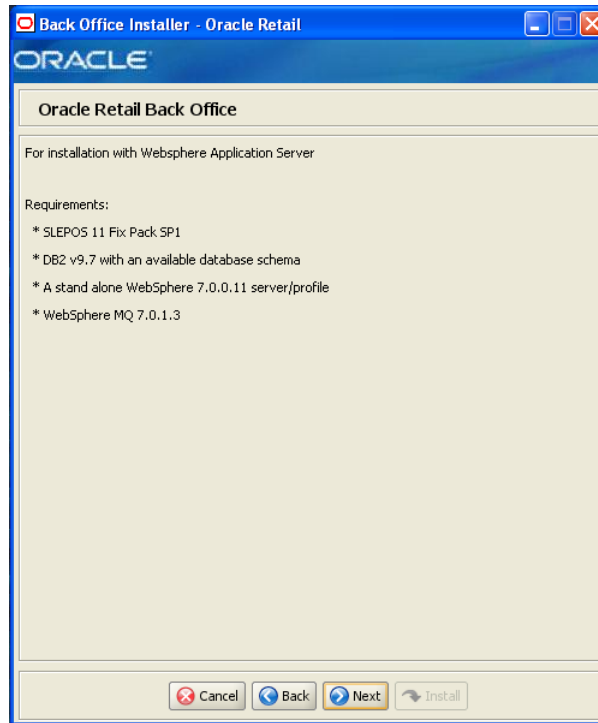 Back Office Installer - Oracle Retail
ORACLE
Oracle Retail Back Office
For installation with Websphere Application Server
Requirements:
* SLEPOS 11 Fix Pack SP1
* DB2 v9.7 with an available database schema
* A stand alone WebSphere 7.0.0.11 server/profile
* WebSphere MQ 7.0.1.3
Cancel Back Next Install